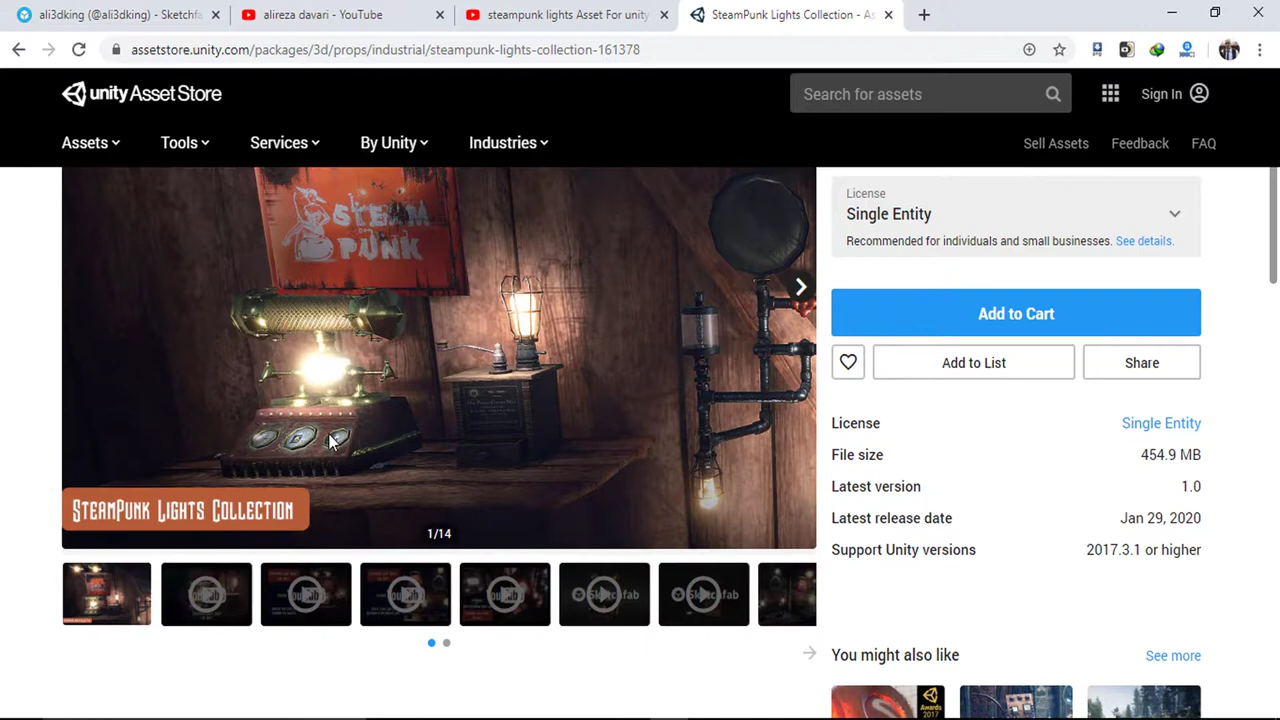 ali3dking (@ali3dking) - Sketchfa
alireza davari - YouTube
steampunk lights Asset For unity
SteamPunk Lights Collection - As
assetstore.unity.com/packages/3d/props/industrial/steampunk-lights-collection-161378
unity Asset Store
Search for assets
Sign In
Assets
Tools
Services
By Unity
Industries
Sell Assets
Feedback
FAQ
STEAM
PUNK
STEAMPUNK LIGHTS COLLECTION
1/14
License
Single Entity
Recommended for individuals and small businesses. See details.
Add to Cart
Add to List
Share
License Single Entity
File size 454.9 MB
Latest version 1.0
Latest release date Jan 29, 2020
Support Unity versions 2017.3.1 or higher
You might also like
See more